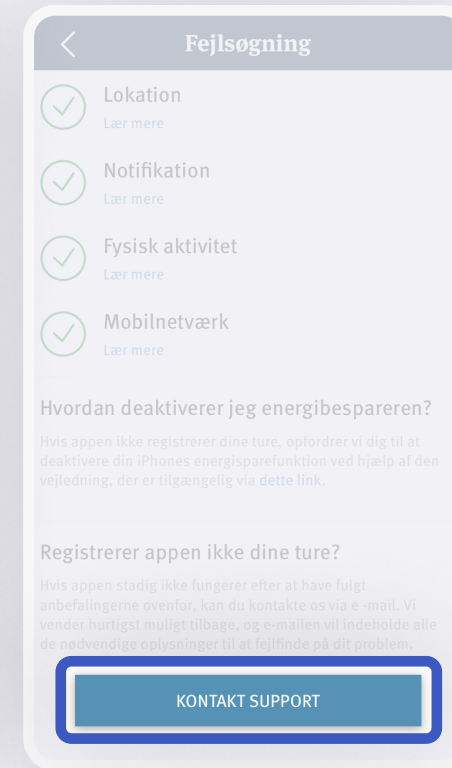 Fejlsøgning
Lokation
Lær mere
Notifikation
Lær mere
Fysisk aktivitet
Lær mere
Mobilnetværk
Lær mere
Hvordan deaktiverer jeg energibespareren?
Hvis appen ikke registrerer dine ture, opfordrer vi dig til at
deaktivere din iPhones energisparefunktion ved hjælp af den
vejledning, der er tilgængelig via dette link.
Registrerer appen ikke dine ture?
Hvis appen stadig ikke fungerer efter at have fulgt
anbefalingerne ovenfor, kan du kontakte os via e -mail. Vi
vender hurtigst muligt tilbage, og e-mailen vil indeholde alle
de nødvendige oplysninger til at fejlfinde på dit problem.
KONTAKT SUPPORT